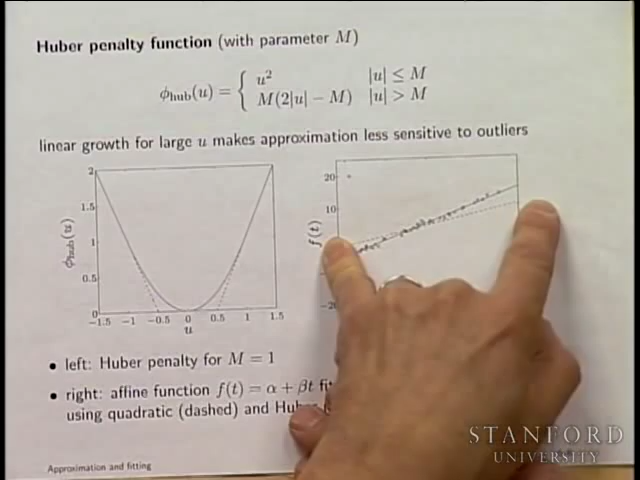 Huber penalty function (with parameter M)
ϕhub(u) = { u² |u| ≤ M
M(2|u| − M) |u| > M
linear growth for large u makes approximation less sensitive to outliers
2
1.5
1
0.5
0
ϕhub(u)
−1.5 −1 −0.5 0 0.5 1 1.5
u
20
10
f(t)
−20
• left: Huber penalty for M = 1
• right: affine function f(t) = α + βt
using quadratic (dashed) and
Approximation and fitting
STANFORD
UNIVERSITY